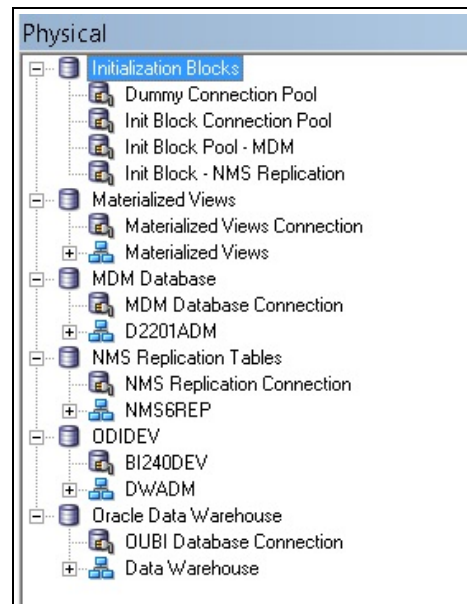 Physical
Initialization Blocks
Dummy Connection Pool
Init Block Connection Pool
Init Block Pool - MDM
Init Block - NMS Replication
Materialized Views
Materialized Views Connection
Materialized Views
MDM Database
MDM Database Connection
D2201ADM
NMS Replication Tables
NMS Replication Connection
NMS6REP
ODIDEV
BI240DEV
DWADM
Oracle Data Warehouse
OUBI Database Connection
Data Warehouse